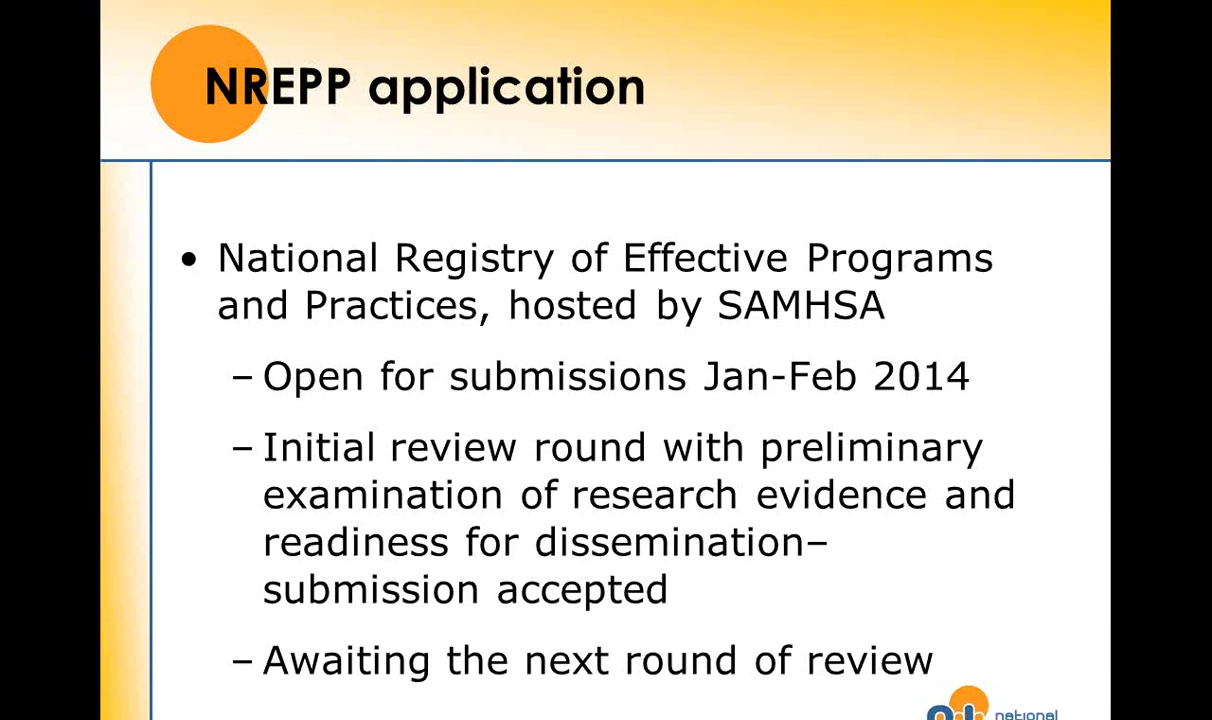 NREPP application
• National Registry of Effective Programs
and Practices, hosted by SAMHSA
– Open for submissions Jan-Feb 2014
– Initial review round with preliminary
examination of research evidence and
readiness for dissemination–
submission accepted
– Awaiting the next round of review
national